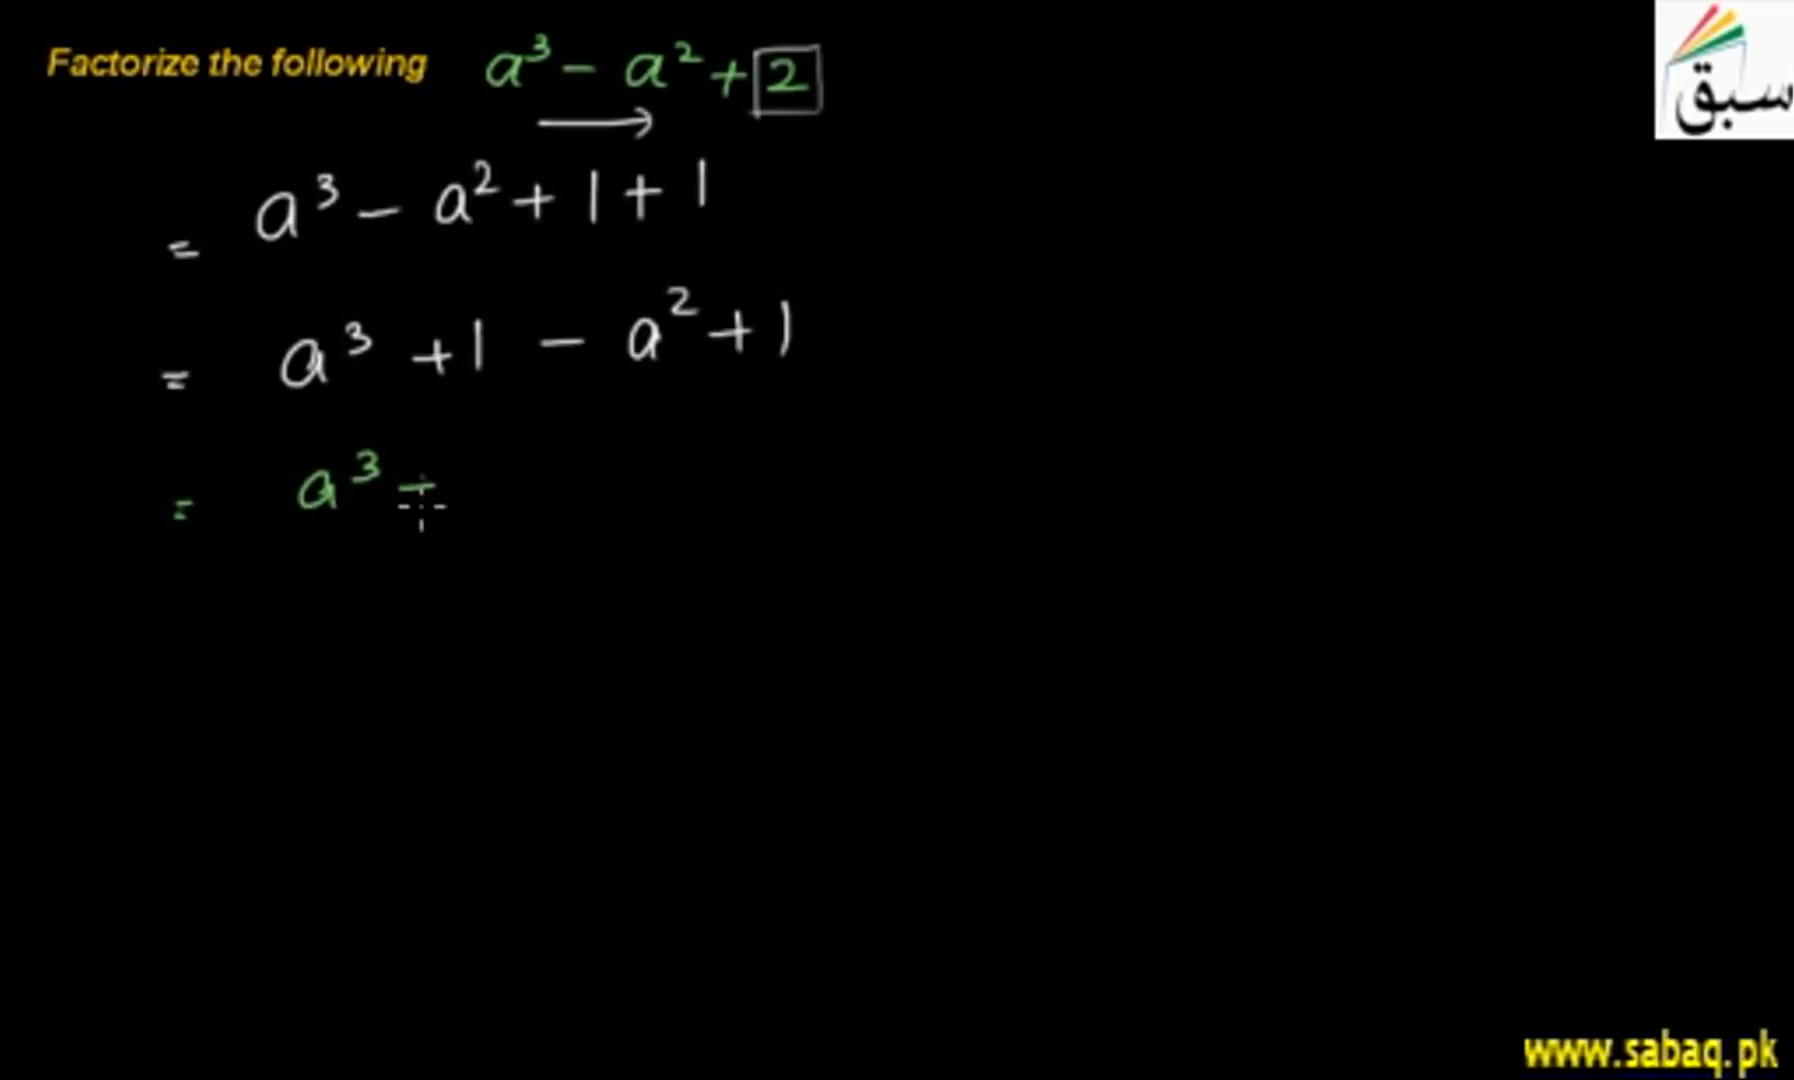 Factorize the following a³ - a² + 2
سبق
= a³ - a² + 1 + 1
= a³ + 1 - a² + 1
= a³ -
www.sabaq.pk